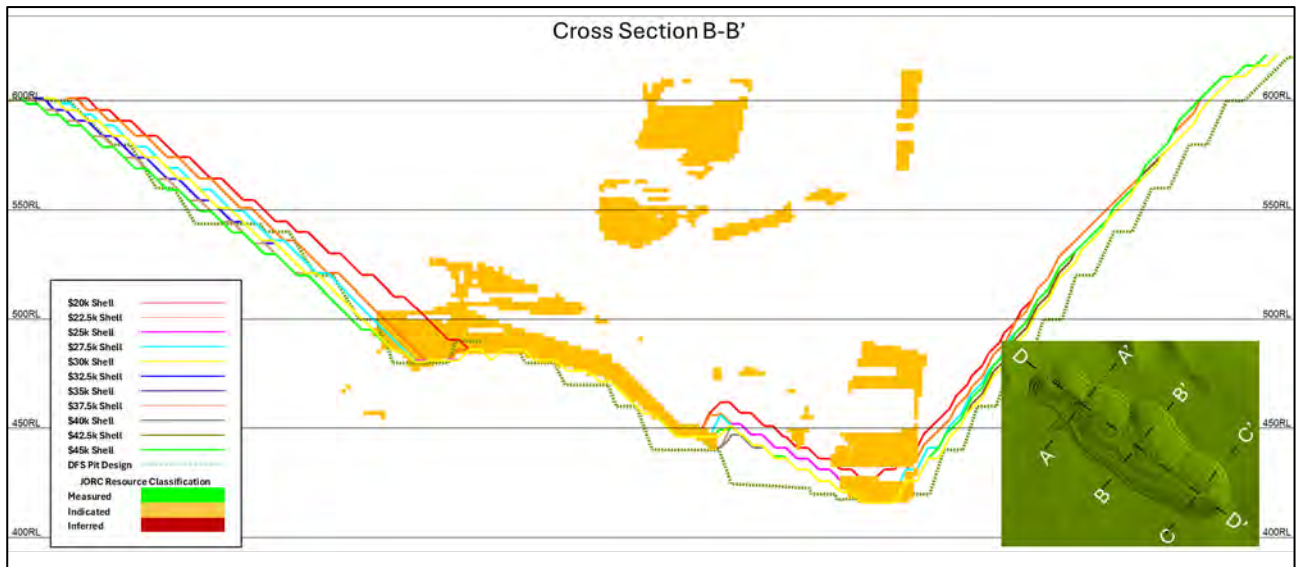 Cross Section B-B’
600RL
600RL
550RL
550RL
500RL
500RL
450RL
450RL
400RL
400RL
$20k Shell
$22.5k Shell
$25k Shell
$27.5k Shell
$30k Shell
$32.5k Shell
$35k Shell
$37.5k Shell
$40k Shell
$42.5k Shell
$45k Shell
DFS Pit Design
JORC Resource Classification
Measured
Indicated
Inferred
D
A'
B'
C'
A
B
C
D'